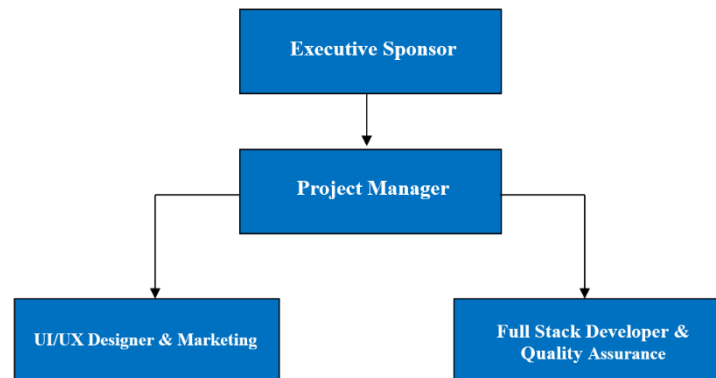 Executive Sponsor
Project Manager
UI/UX Designer & Marketing
Full Stack Developer &
Quality Assurance